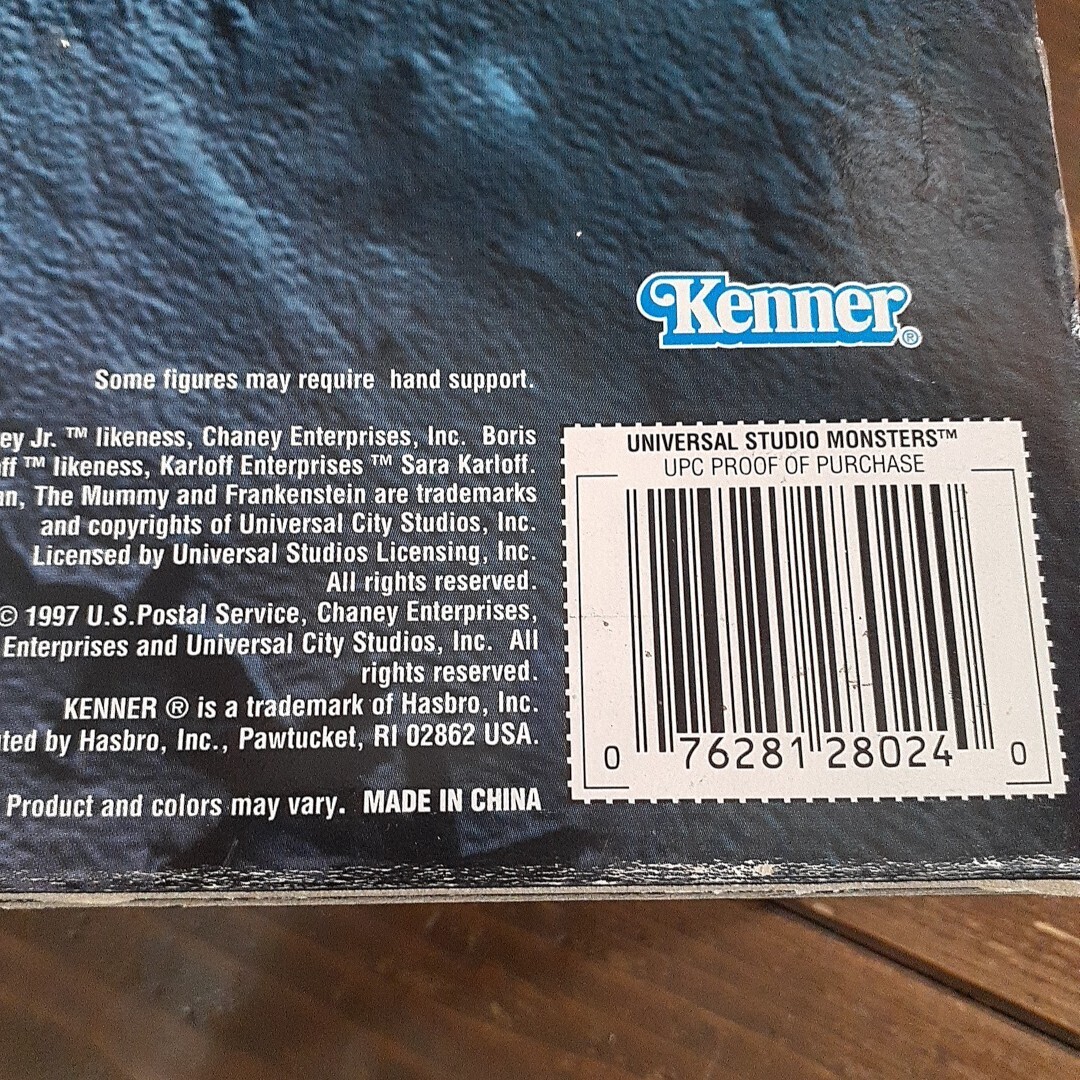 Kenner®
Some figures may require hand support.
Jr. ™ likeness, Chaney Enterprises, Inc. Boris
™ likeness, Karloff Enterprises ™ Sara Karloff.
The Mummy and Frankenstein are trademarks
and copyrights of Universal City Studios, Inc.
Licensed by Universal Studios Licensing, Inc.
All rights reserved.
© 1997 U.S.Postal Service, Chaney Enterprises,
Enterprises and Universal City Studios, Inc. All
rights reserved.
KENNER ® is a trademark of Hasbro, Inc.
by Hasbro, Inc., Pawtucket, RI 02862 USA.
Product and colors may vary. MADE IN CHINA
UNIVERSAL STUDIO MONSTERS™
UPC PROOF OF PURCHASE
0 76281 28024 0